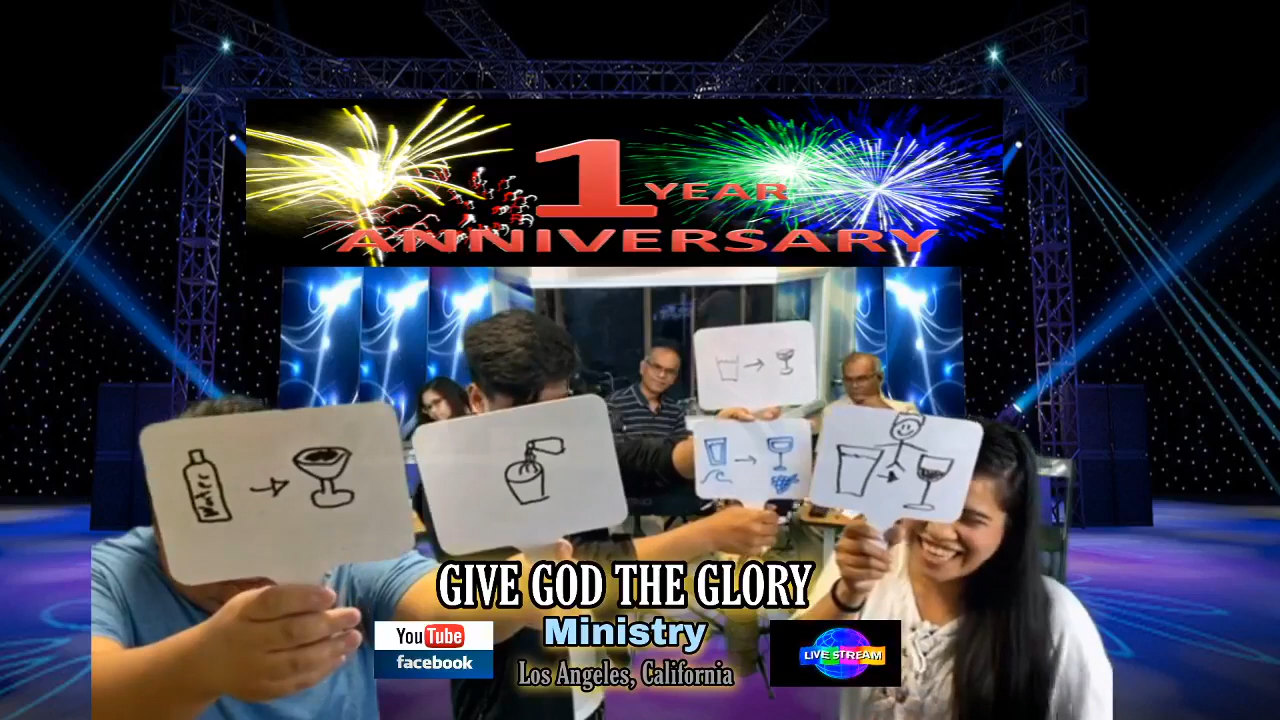 1 YEAR
ANNIVERSARY
Water
GIVE GOD THE GLORY
Ministry
Los Angeles, California
YouTube
facebook
LIVE STREAM